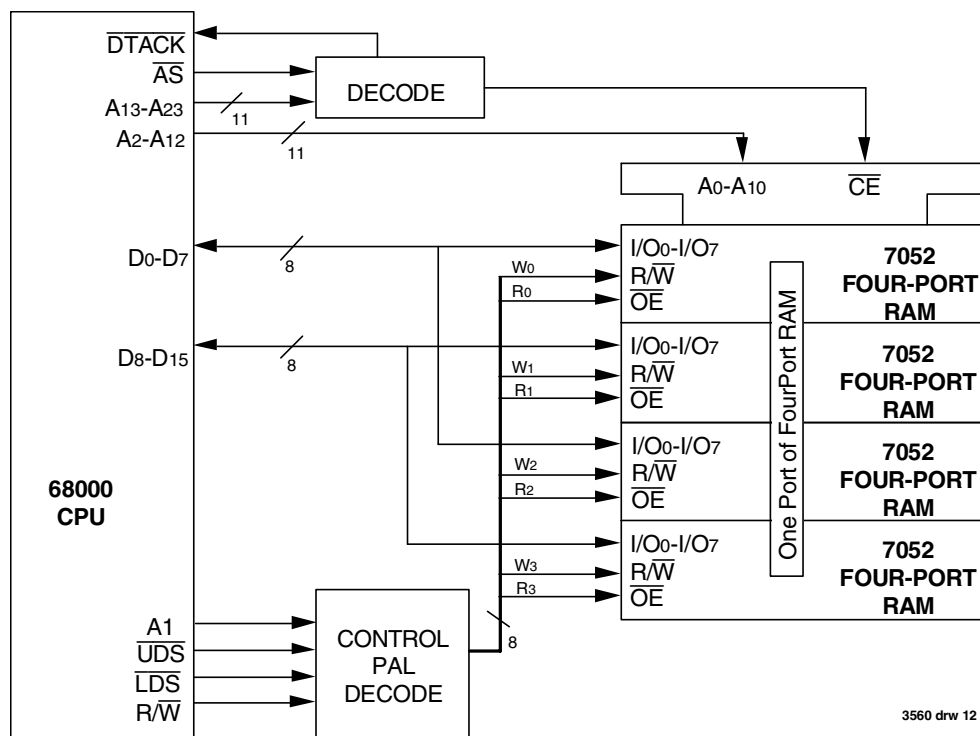 DTACK
AS
A13-A23
11
A2-A12
11
DECODE
A0-A10
CE
D0-D7
8
D8-D15
8
68000
CPU
A1
UDS
LDS
R/W
CONTROL
PAL
DECODE
8
W0
R0
W1
R1
W2
R2
W3
R3
I/O0-I/O7
R/W
OE
7052
FOUR-PORT
RAM
I/O0-I/O7
R/W
OE
7052
FOUR-PORT
RAM
I/O0-I/O7
R/W
OE
7052
FOUR-PORT
RAM
I/O0-I/O7
R/W
OE
7052
FOUR-PORT
RAM
One Port of FourPort RAM
3560 drw 12